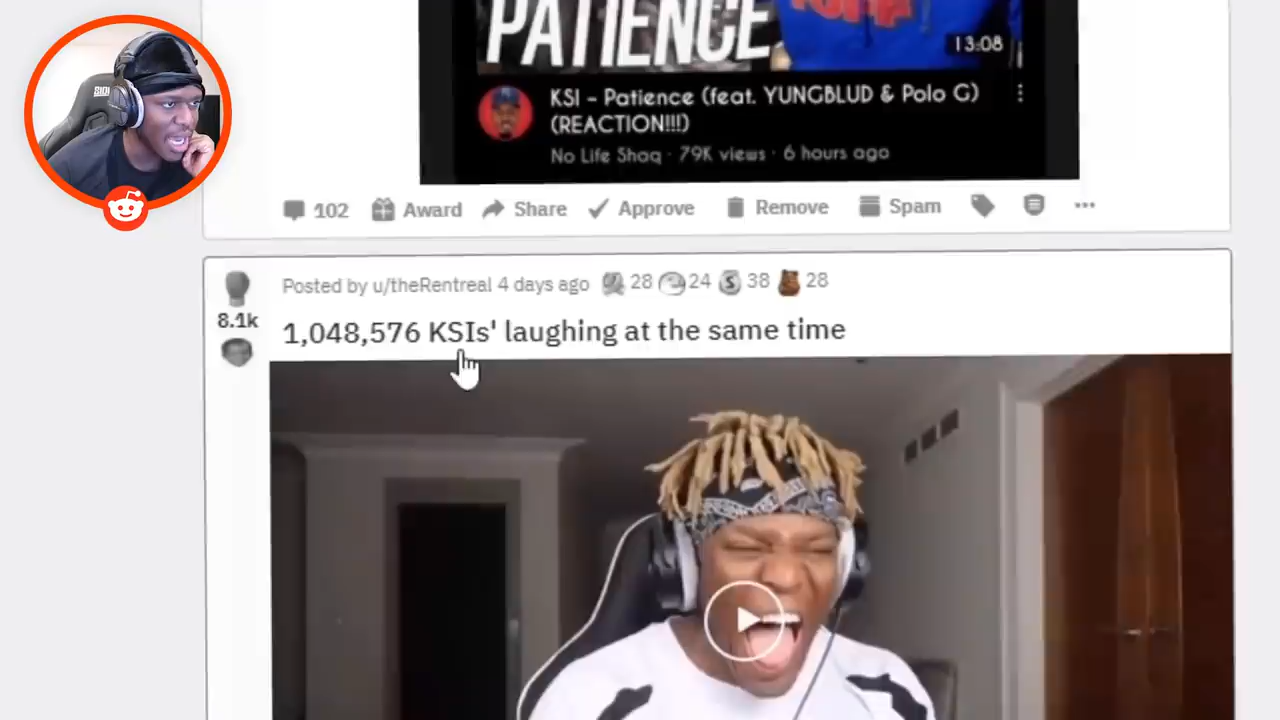 PATIENCE
13:08
KSI - Patience (feat. YUNGBLUD & Polo G)
(REACTION!!!)
No Life Shaq · 79K views · 6 hours ago
102 Award Share Approve Remove Spam
Posted by u/theRentreal 4 days ago 28 24 38 28
8.1k
1,048,576 KSIs' laughing at the same time